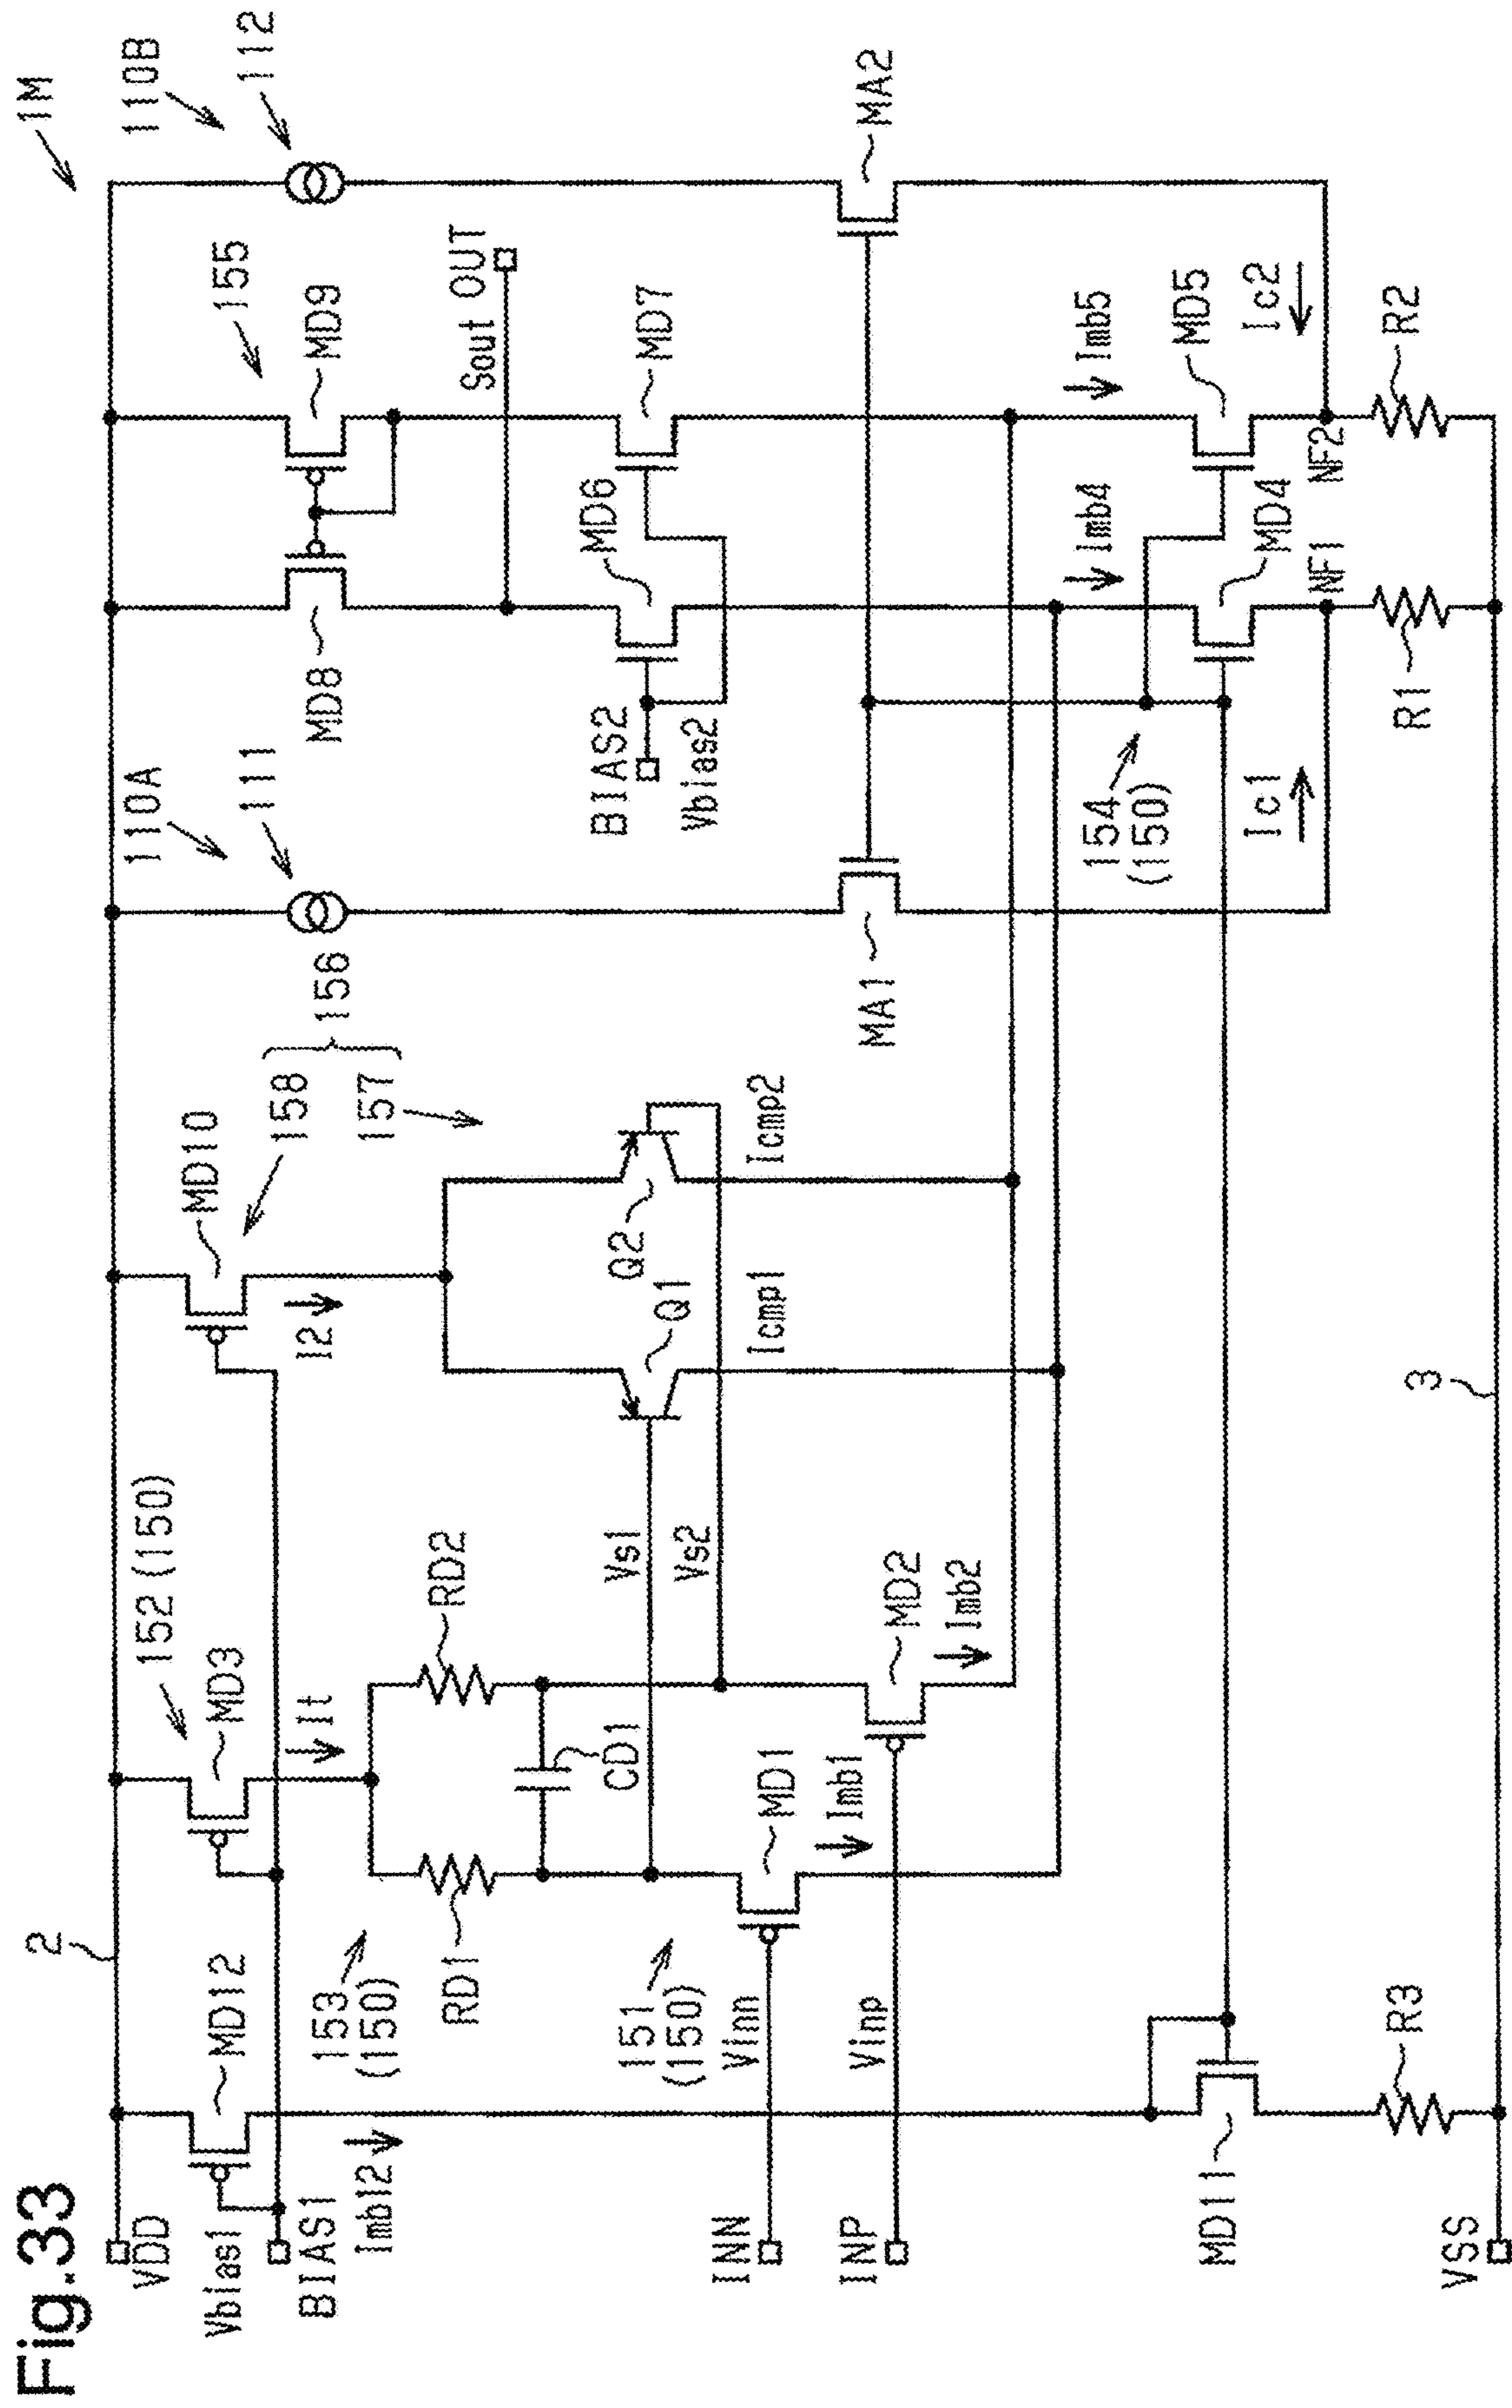 Fig.33
1M
2
VDD
Vbias1
BIAS1
MD12
Imb12
152 (150)
MD3
It
153
(150)
RD1
RD2
CD1
151
(150)
Vinn
INN
Vinp
INP
MD1
Imb1
MD2
Imb2
Vs1
Vs2
MD10
I2
158
157
156
Q1
Q2
Icmp1
Icmp2
110A
111
MA1
MD8
MD9
155
110B
112
Sout
OUT
BIAS2
Vbias2
MD6
MD7
MA2
154
(150)
Imb4
Imb5
MD4
MD5
Ic1
Ic2
NF1
NF2
R1
R2
MD11
R3
VSS
3